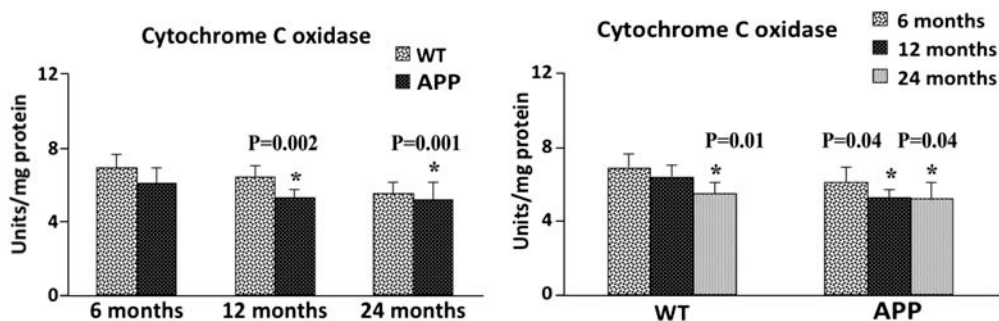 Cytochrome C oxidase
WT
APP
Units/mg protein
12
8
4
0
P=0.002
P=0.001
*
*
6 months
12 months
24 months
Cytochrome C oxidase
6 months
12 months
24 months
Units/mg protein
12
8
4
0
P=0.01
P=0.04
P=0.04
*
*
*
WT
APP